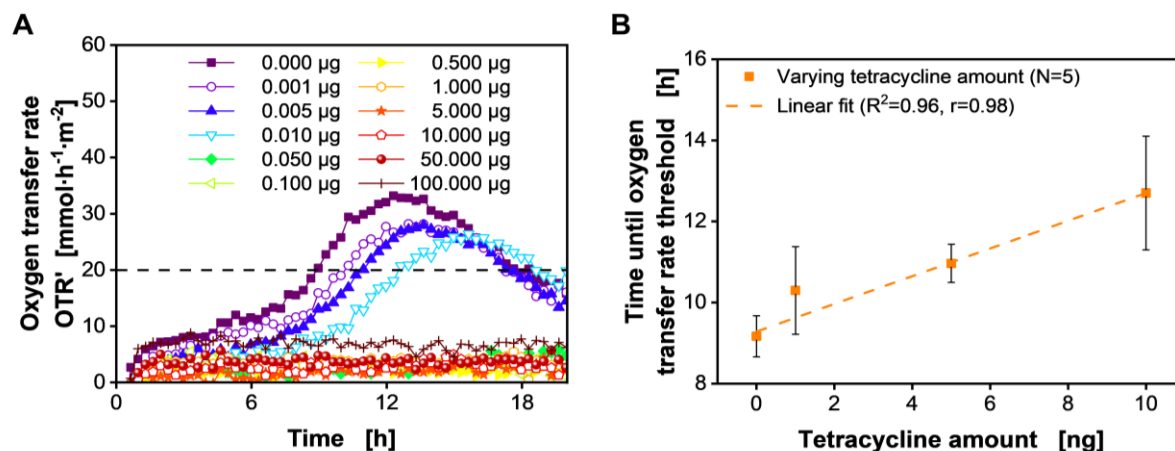 A
Oxygen transfer rate
OTR' [mmol·h⁻¹·m⁻²]
60
50
40
30
20
10
0
0.000 µg
0.001 µg
0.005 µg
0.010 µg
0.050 µg
0.100 µg
0.500 µg
1.000 µg
5.000 µg
10.000 µg
50.000 µg
100.000 µg
0 6 12 18
Time [h]
B
Time until oxygen
transfer rate threshold [h]
16
14
12
10
8
Varying tetracycline amount (N=5)
Linear fit (R²=0.96, r=0.98)
0 2 4 6 8 10
Tetracycline amount [ng]